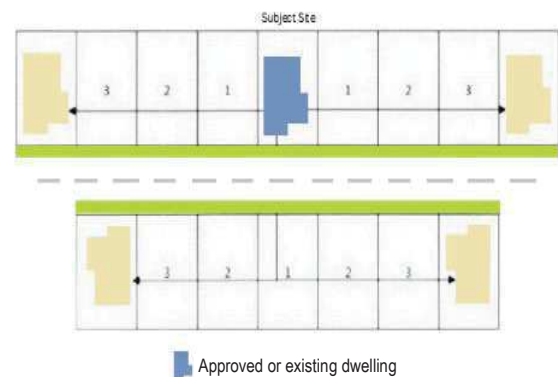 Subject Site
3 2 1 1 2 3
3 2 1 2 3
Approved or existing dwelling